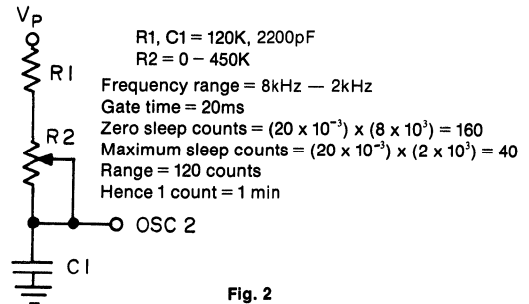 VP
R1, C1 = 120K, 2200pF
R2 = 0 – 450K
R1
Frequency range = 8kHz — 2kHz
Gate time = 20ms
Zero sleep counts = (20 x 10⁻³) x (8 x 10³) = 160
R2
Maximum sleep counts = (20 x 10⁻³) x (2 x 10³) = 40
Range = 120 counts
Hence 1 count = 1 min
OSC 2
C1
Fig. 2